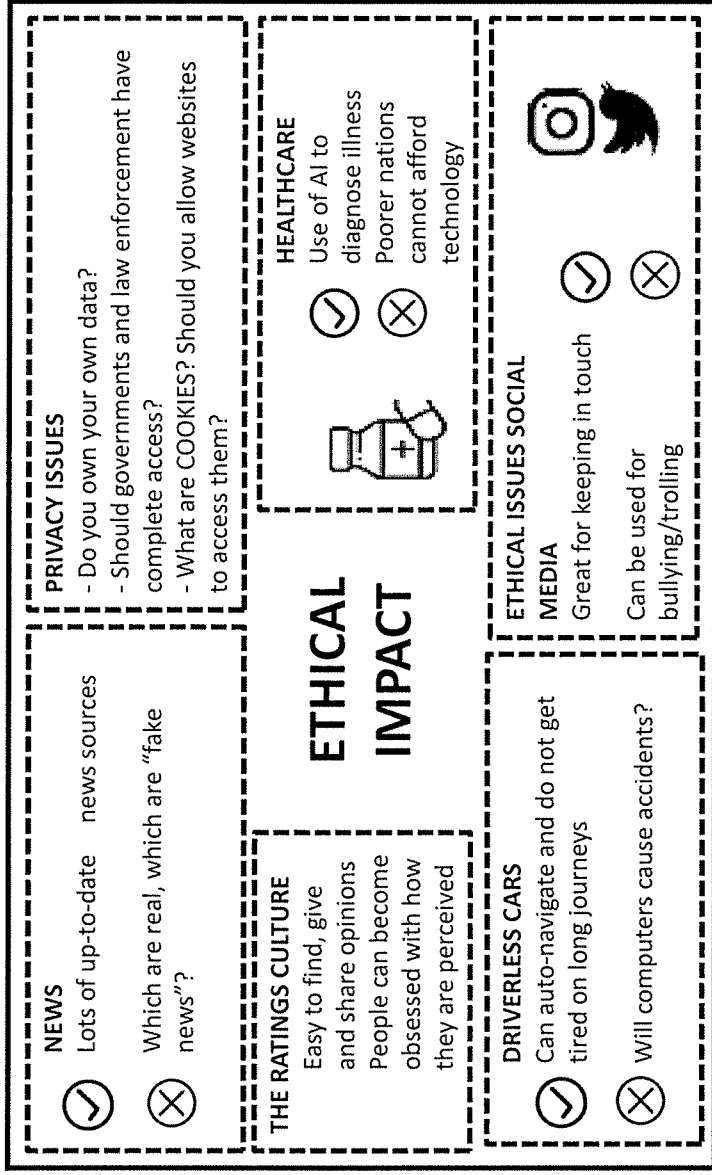 NEWS
Lots of up-to-date news sources
Which are real, which are "fake
news"?
PRIVACY ISSUES
- Do you own your own data?
- Should governments and law enforcement have
complete access?
- What are COOKIES? Should you allow websites
to access them?
THE RATINGS CULTURE
Easy to find, give
and share opinions
People can become
obsessed with how
they are perceived
ETHICAL
IMPACT
HEALTHCARE
Use of AI to
diagnose illness
Poorer nations
cannot afford
technology
DRIVERLESS CARS
Can auto-navigate and do not get
tired on long journeys
Will computers cause accidents?
ETHICAL ISSUES SOCIAL
MEDIA
Great for keeping in touch
Can be used for
bullying/trolling